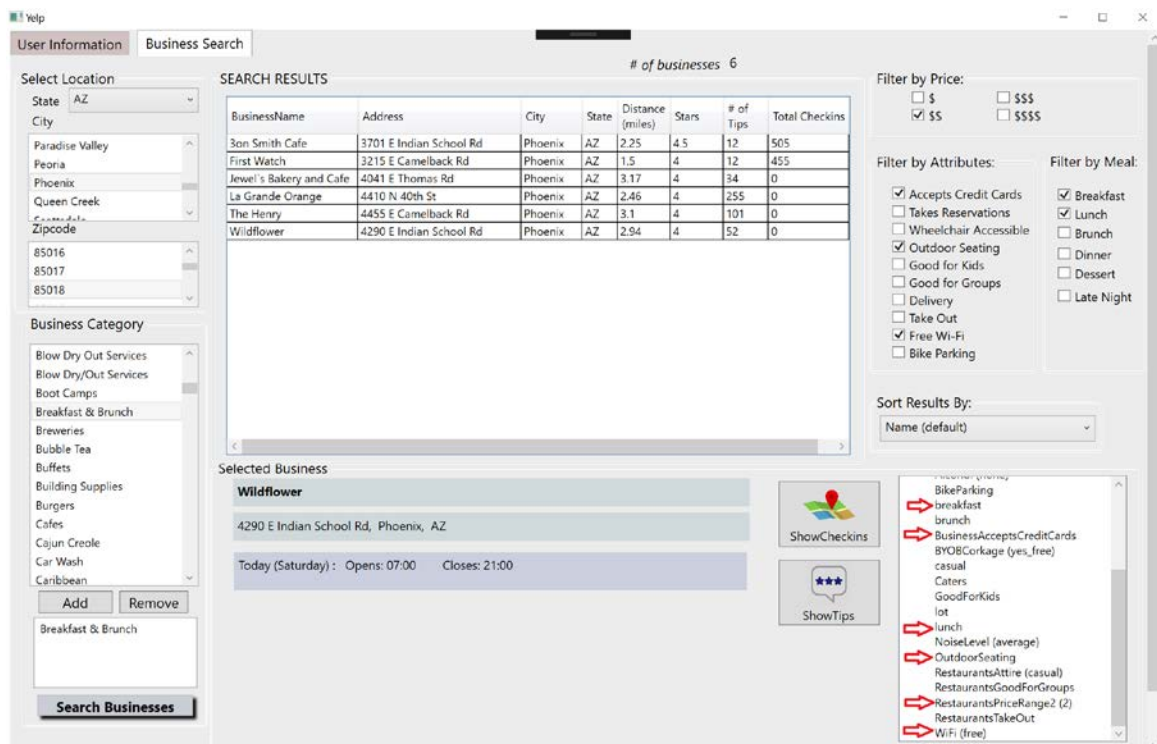 Yelp
User Information
Business Search
# of businesses 6
Select Location
State AZ
City
Paradise Valley
Peoria
Phoenix
Queen Creek
Zipcode
85016
85017
85018
Business Category
Blow Dry Out Services
Blow Dry/Out Services
Boot Camps
Breakfast & Brunch
Breweries
Bubble Tea
Buffets
Building Supplies
Burgers
Cafes
Cajun Creole
Car Wash
Caribbean
Add Remove
Breakfast & Brunch
Search Businesses
SEARCH RESULTS
BusinessName Address City State Distance (miles) Stars # of Tips Total Checkins
3on Smith Cafe 3701 E Indian School Rd Phoenix AZ 2.25 4.5 12 505
First Watch 3215 E Camelback Rd Phoenix AZ 1.5 4 12 455
Jewel's Bakery and Cafe 4041 E Thomas Rd Phoenix AZ 3.17 4 34 0
La Grande Orange 4410 N 40th St Phoenix AZ 2.46 4 255 0
The Henry 4455 E Camelback Rd Phoenix AZ 3.1 4 101 0
Wildflower 4290 E Indian School Rd Phoenix AZ 2.94 4 52 0
Filter by Price:
$ $$$
$$ $$$$
Filter by Attributes:
Accepts Credit Cards
Takes Reservations
Wheelchair Accessible
Outdoor Seating
Good for Kids
Good for Groups
Delivery
Take Out
Free Wi-Fi
Bike Parking
Filter by Meal:
Breakfast
Lunch
Brunch
Dinner
Dessert
Late Night
Sort Results By:
Name (default)
Selected Business
Wildflower
4290 E Indian School Rd, Phoenix, AZ
Today (Saturday) : Opens: 07:00 Closes: 21:00
ShowCheckins
ShowTips
BikeParking
breakfast
brunch
BusinessAcceptsCreditCards
BYOBCorkage (yes_free)
casual
Caters
GoodForKids
lot
lunch
NoiseLevel (average)
OutdoorSeating
RestaurantsAttire (casual)
RestaurantsGoodForGroups
RestaurantsPriceRange2 (2)
RestaurantsTakeOut
WiFi (free)